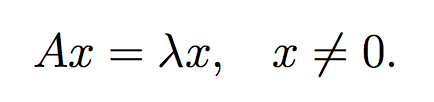 Ax = λx, x ≠ 0.